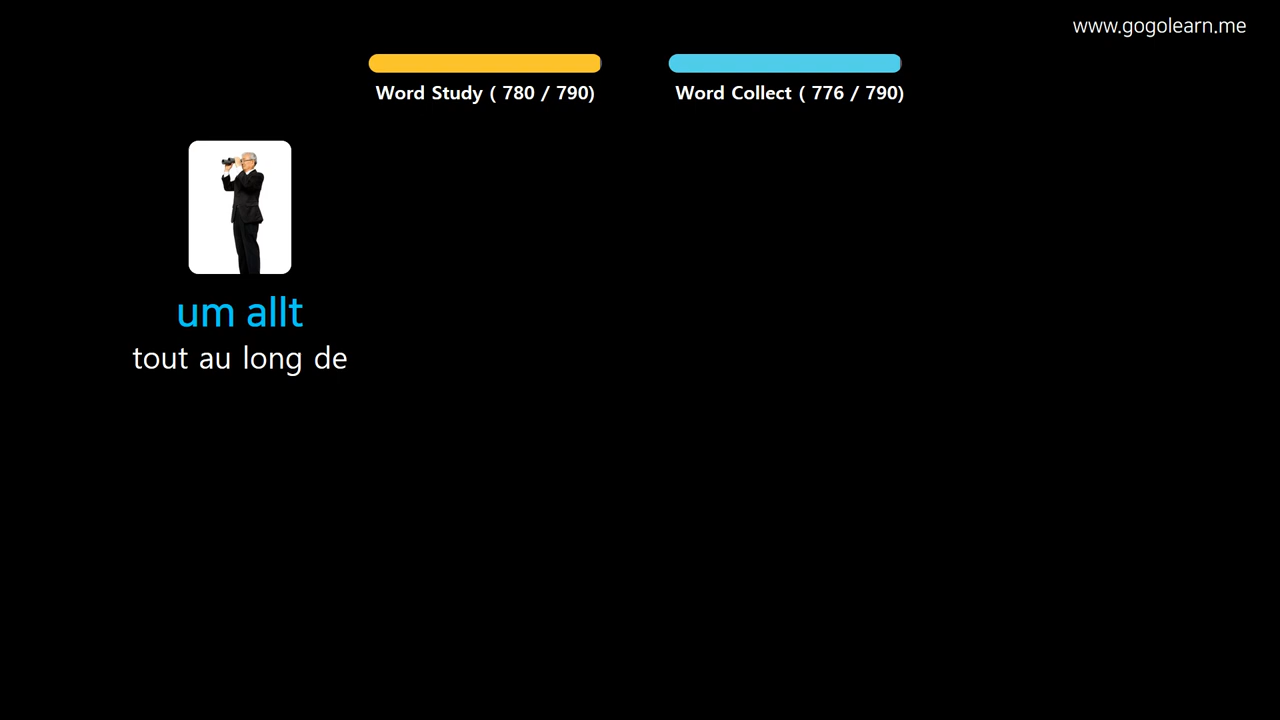 www.gogolearn.me
Word Study ( 780 / 790)
Word Collect ( 776 / 790)
um allt
tout au long de